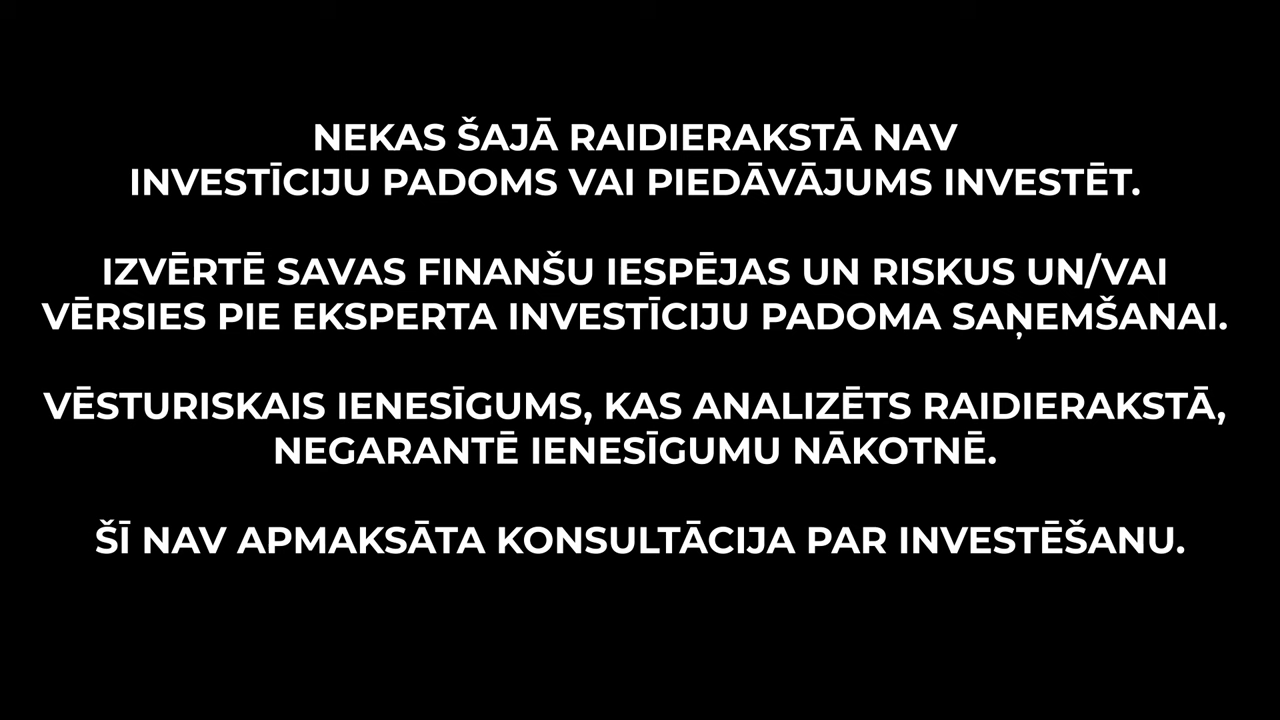 NEKAS ŠAJĀ RAIDIERAKSTĀ NAV
INVESTĪCIJU PADOMS VAI PIEDĀVĀJUMS INVESTĒT.
IZVĒRTĒ SAVAS FINANŠU IESPĒJAS UN RISKUS UN/VAI
VĒRSIES PIE EKSPERTA INVESTĪCIJU PADOMA SAŅEMŠANAI.
VĒSTURISKAIS IENESĪGUMS, KAS ANALIZĒTS RAIDIERAKSTĀ,
NEGARANTĒ IENESĪGUMU NĀKOTNĒ.
ŠĪ NAV APMAKSĀTA KONSULTĀCIJA PAR INVESTĒŠANU.